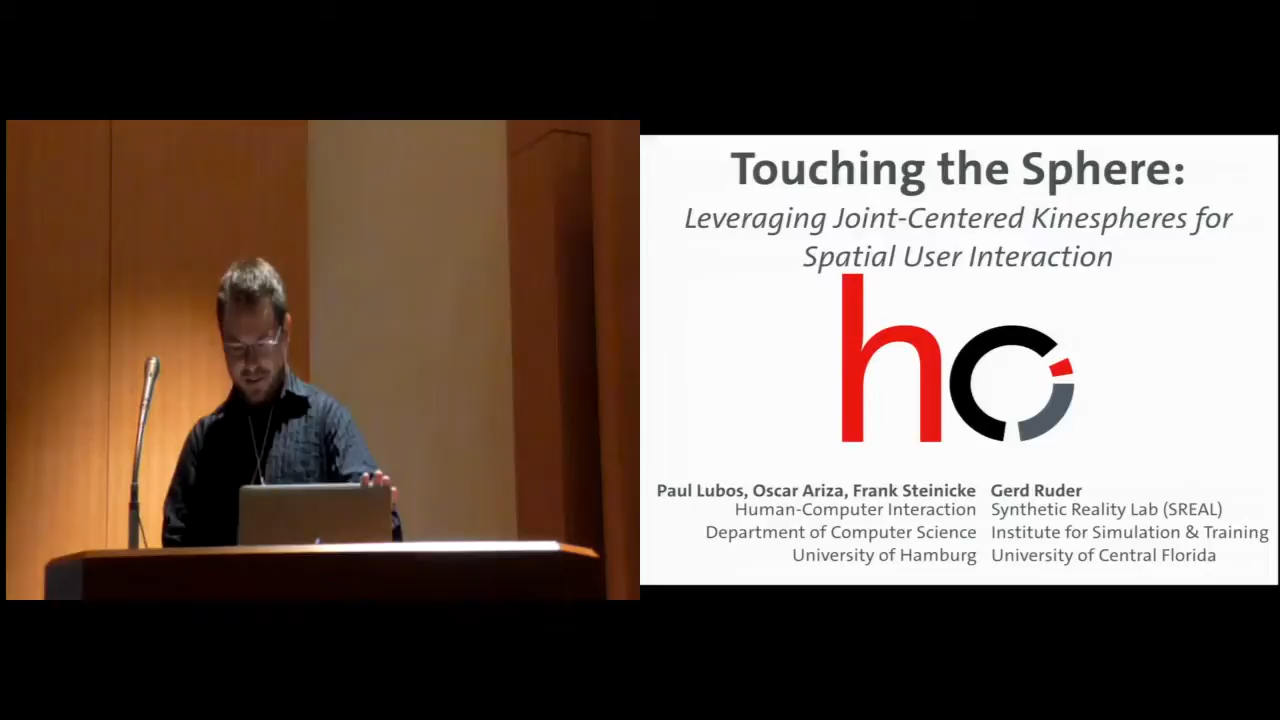 Touching the Sphere:
Leveraging Joint-Centered Kinespheres for
Spatial User Interaction
hc
Paul Lubos, Oscar Ariza, Frank Steinicke
Human-Computer Interaction
Department of Computer Science
University of Hamburg
Gerd Ruder
Synthetic Reality Lab (SREAL)
Institute for Simulation & Training
University of Central Florida